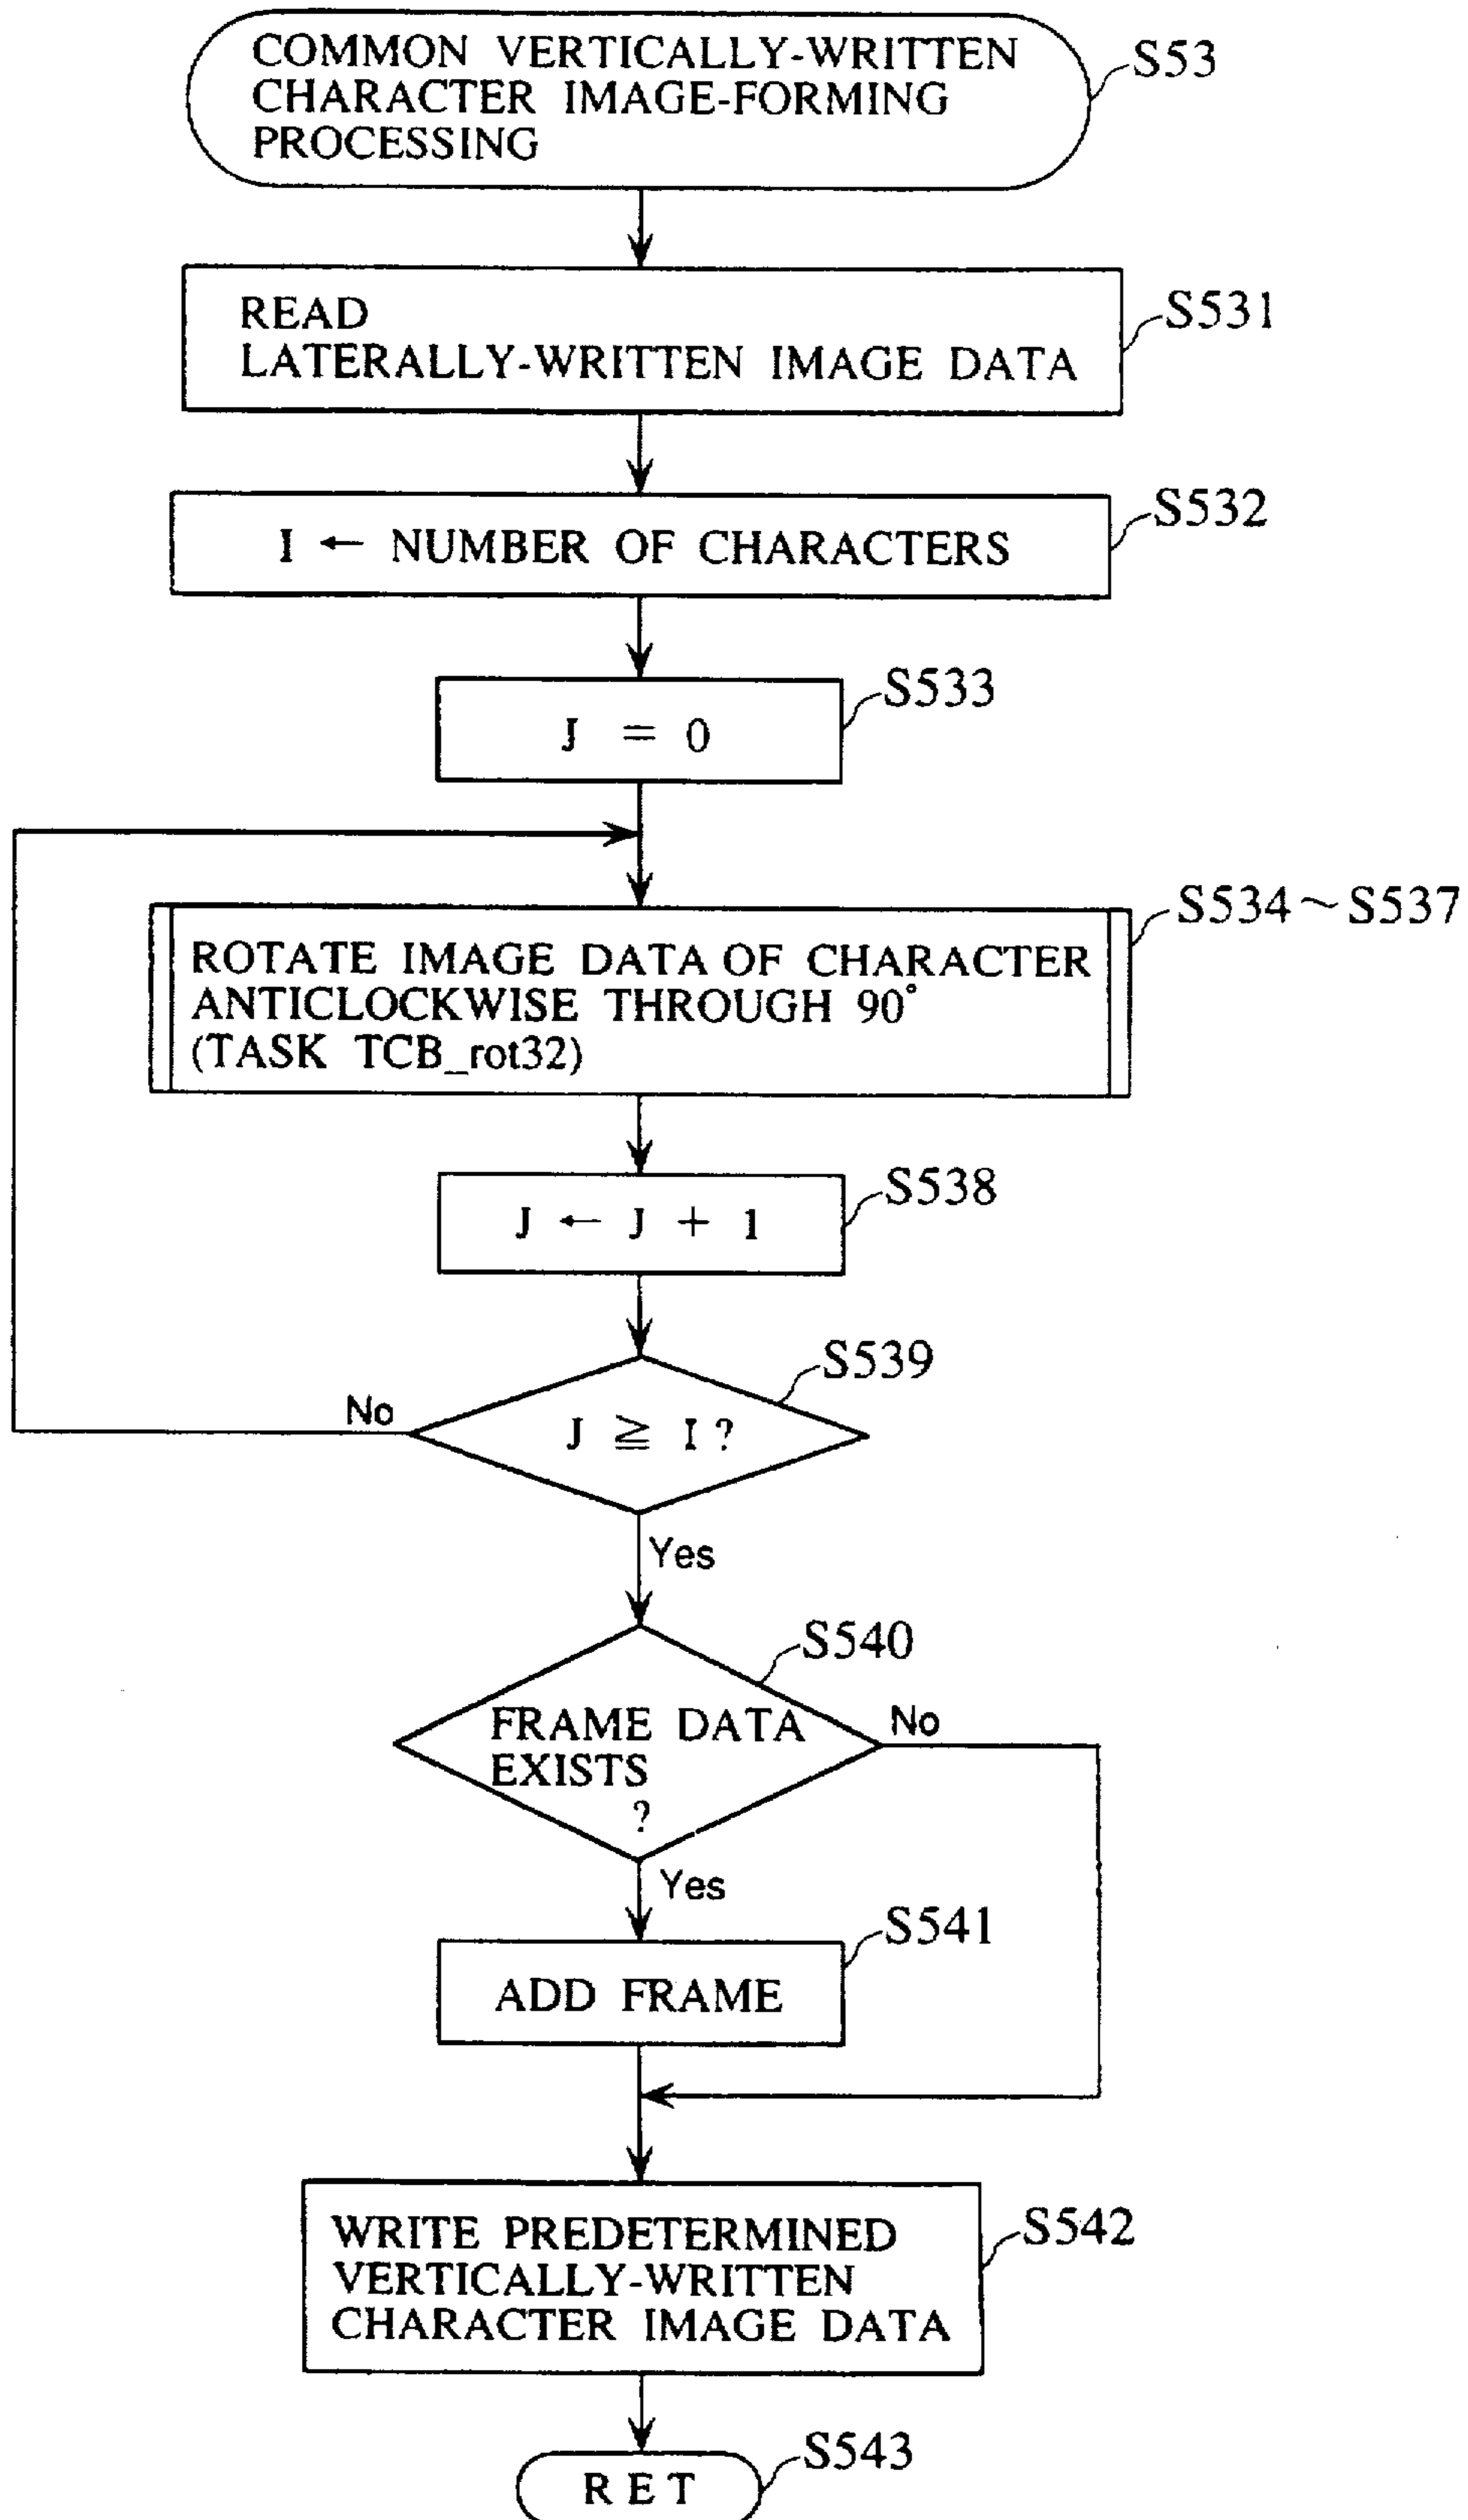 COMMON VERTICALLY-WRITTEN
CHARACTER IMAGE-FORMING
PROCESSING
S53
READ
LATERALLY-WRITTEN IMAGE DATA
S531
I ← NUMBER OF CHARACTERS
S532
J = 0
S533
ROTATE IMAGE DATA OF CHARACTER
ANTICLOCKWISE THROUGH 90°
(TASK TCB_rot32)
S534~S537
J ← J + 1
S538
J ≧ I ?
S539
No
Yes
FRAME DATA
EXISTS
?
S540
No
Yes
ADD FRAME
S541
WRITE PREDETERMINED
VERTICALLY-WRITTEN
CHARACTER IMAGE DATA
S542
RET
S543